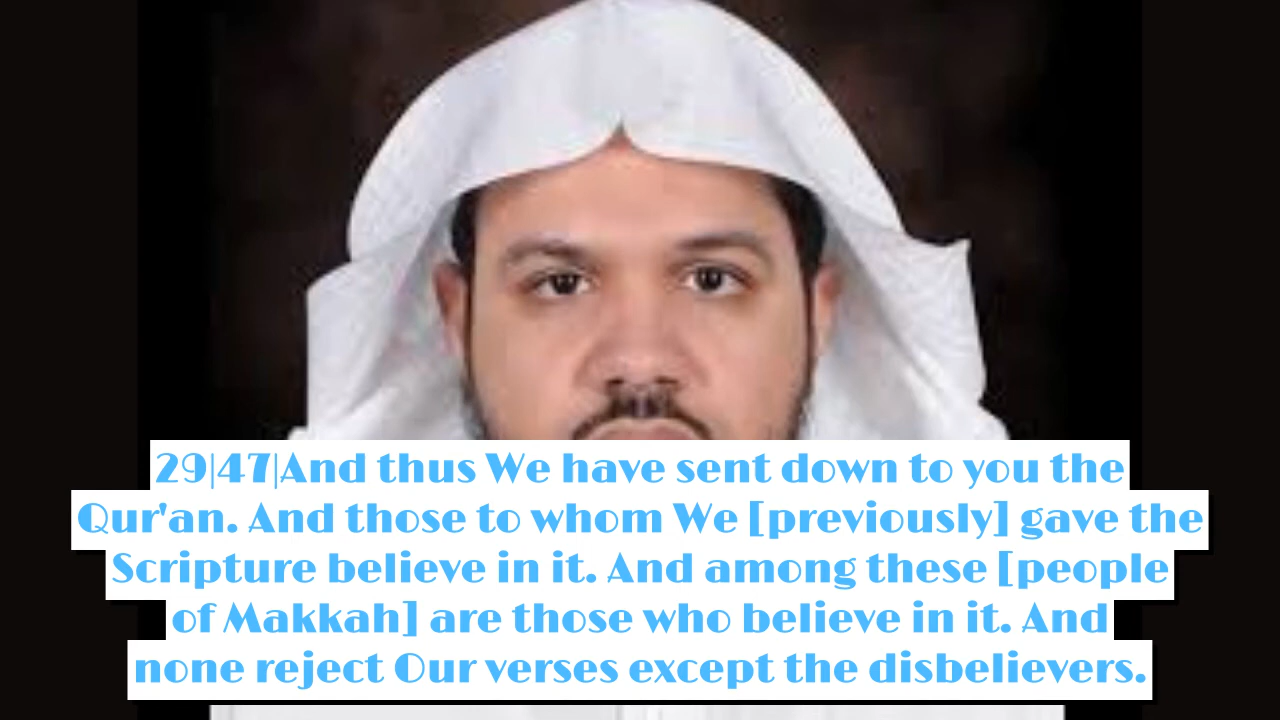 29|47|And thus We have sent down to you the
Qur'an. And those to whom We [previously] gave the
Scripture believe in it. And among these [people
of Makkah] are those who believe in it. And
none reject Our verses except the disbelievers.